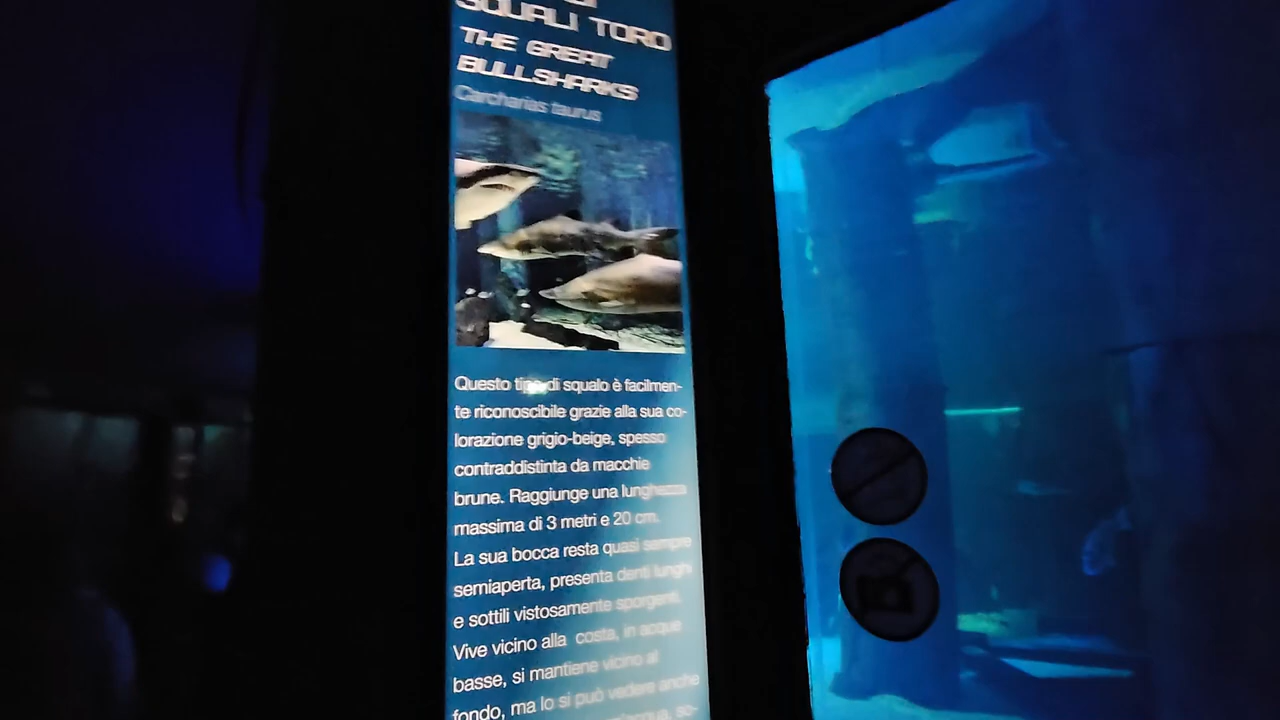 SQUALI TORO
THE GREAT
BULLSHARKS
Carcharias taurus
Questo tipo di squalo è facilmen-
te riconoscibile grazie alla sua co-
lorazione grigio-beige, spesso
contraddistinta da macchie
brune. Raggiunge una lunghezza
massima di 3 metri e 20 cm.
La sua bocca resta quasi sempre
semiaperta, presenta denti lunghi
e sottili vistosamente sporgenti.
Vive vicino alla costa, in acque
basse, si mantiene vicino al
fondo, ma lo si può vedere anche